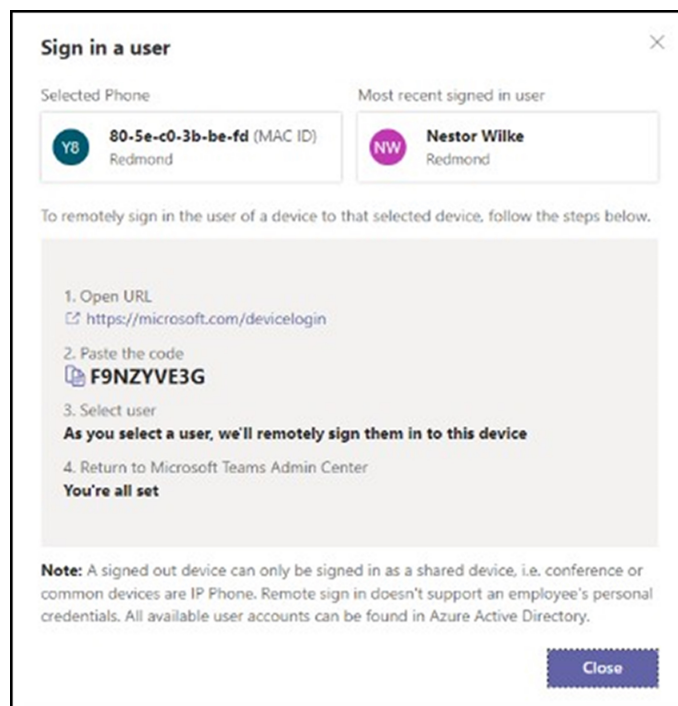 Sign in a user
Selected Phone
Most recent signed in user
Y8
80-5e-c0-3b-be-fd (MAC ID)
Redmond
NW
Nestor Wilke
Redmond
To remotely sign in the user of a device to that selected device, follow the steps below.
1. Open URL
https://microsoft.com/devicelogin
2. Paste the code
F9NZYVE3G
3. Select user
As you select a user, we'll remotely sign them in to this device
4. Return to Microsoft Teams Admin Center
You're all set
Note: A signed out device can only be signed in as a shared device, i.e. conference or
common devices are IP Phone. Remote sign in doesn't support an employee's personal
credentials. All available user accounts can be found in Azure Active Directory.
Close